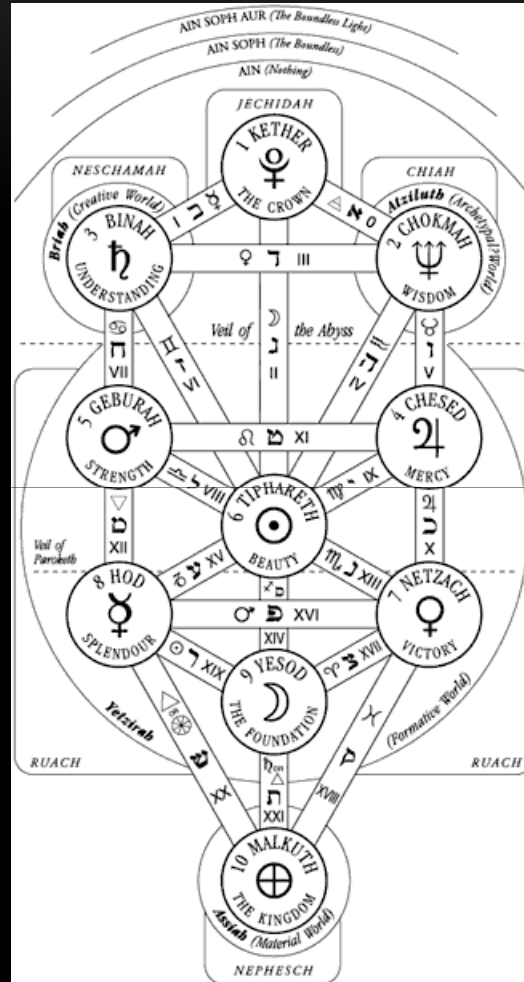 AIN SOPH AUR (The Boundless Light)
AIN SOPH (The Boundless)
AIN (Nothing)
JECHIDAH
1 KETHER
THE CROWN
NESCHAMAH
CHIAH
Briah (Creative World)
Atziluth (Archetypal World)
I ב ☿
🜁 א 0
3 BINAH
♄
UNDERSTANDING
2 CHOKMAH
♆
WISDOM
♀ ד III
Veil of the Abyss
☽ ג II
♋ ח VII
♊ ז VI
♒ ה IV
♉ ו V
5 GEBURAH
♂
STRENGTH
4 CHESED
♃
MERCY
♌ ט XI
♎ ל VIII
♍ י IX
6 TIPHARETH
☉
BEAUTY
▽ מ XII
♃ כ X
Veil of Paroketh
♑ ע XV
♐ ס XIV
♏ נ XIII
8 HOD
☿
SPLENDOUR
7 NETZACH
♀
VICTORY
♂ פ XVI
☉ ר XIX
♈ צ XVII
9 YESOD
☽
THE FOUNDATION
Yetzirah
(Formative World)
RUACH
RUACH
△ or ש XX
♄ or △ ת XXI
♓ ק XVIII
10 MALKUTH
⊕
THE KINGDOM
Assiah (Material World)
NEPHESCH